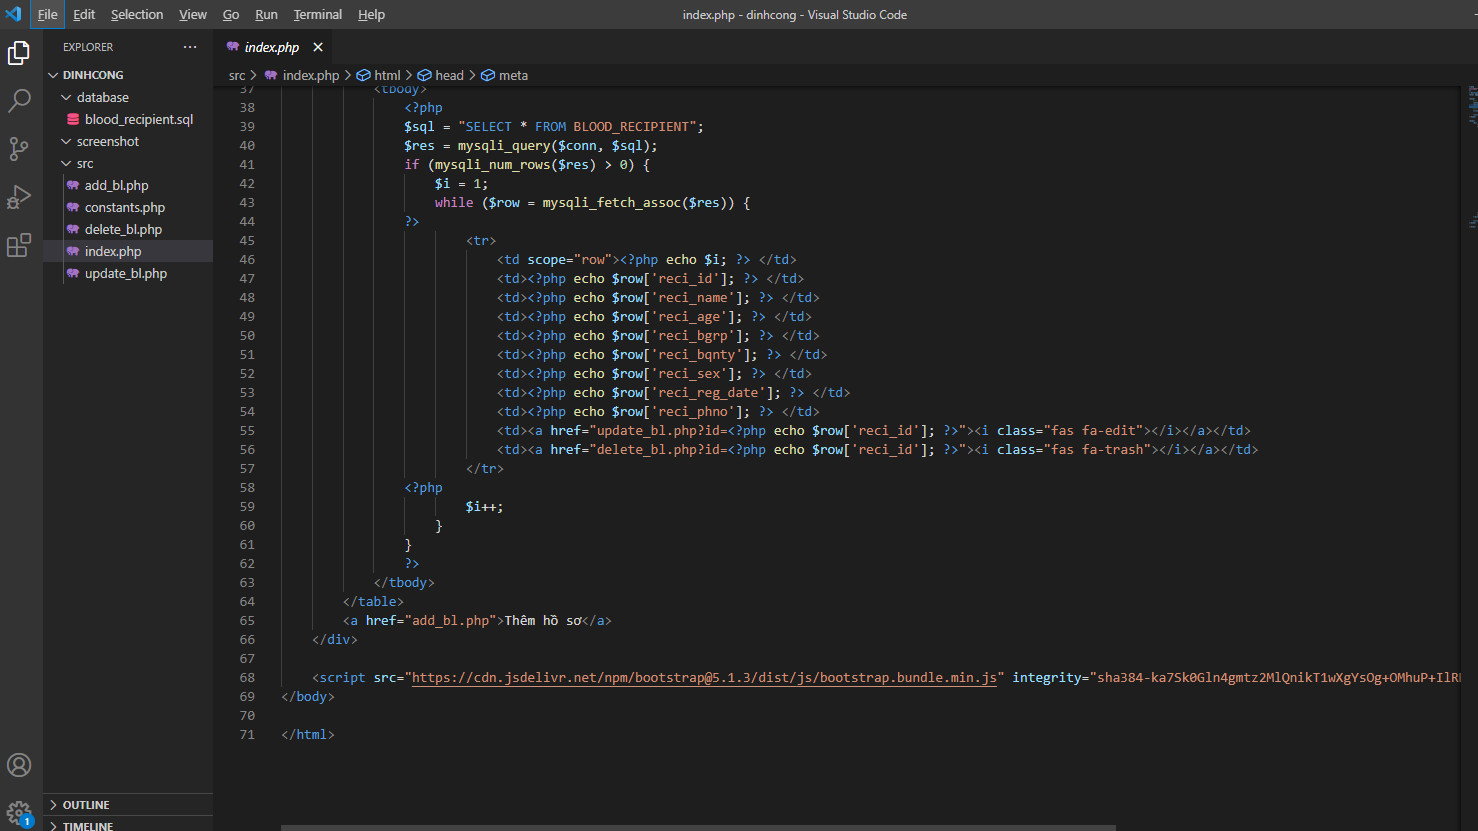 File Edit Selection View Go Run Terminal Help index.php - dinhcong - Visual Studio Code
EXPLORER
DINHCONG
database
blood_recipient.sql
screenshot
src
add_bl.php
constants.php
delete_bl.php
index.php
update_bl.php
OUTLINE
TIMELINE
1
index.php
src > index.php > html > head > meta
37 <tbody>
38 <?php
39 $sql = "SELECT * FROM BLOOD_RECIPIENT";
40 $res = mysqli_query($conn, $sql);
41 if (mysqli_num_rows($res) > 0) {
42 $i = 1;
43 while ($row = mysqli_fetch_assoc($res)) {
44 ?>
45 <tr>
46 <td scope="row"><?php echo $i; ?> </td>
47 <td><?php echo $row['reci_id']; ?> </td>
48 <td><?php echo $row['reci_name']; ?> </td>
49 <td><?php echo $row['reci_age']; ?> </td>
50 <td><?php echo $row['reci_bgrp']; ?> </td>
51 <td><?php echo $row['reci_bqnty']; ?> </td>
52 <td><?php echo $row['reci_sex']; ?> </td>
53 <td><?php echo $row['reci_reg_date']; ?> </td>
54 <td><?php echo $row['reci_phno']; ?> </td>
55 <td><a href="update_bl.php?id=<?php echo $row['reci_id']; ?>"><i class="fas fa-edit"></i></a></td>
56 <td><a href="delete_bl.php?id=<?php echo $row['reci_id']; ?>"><i class="fas fa-trash"></i></a></td>
57 </tr>
58 <?php
59 $i++;
60 }
61 }
62 ?>
63 </tbody>
64 </table>
65 <a href="add_bl.php">Thêm hồ sơ</a>
66 </div>
67
68 <script src="https://cdn.jsdelivr.net/npm/bootstrap@5.1.3/dist/js/bootstrap.bundle.min.js" integrity="sha384-ka7Sk0Gln4gmtz2MlQnikT1wXgYsOg+OMhuP+IlR
69 </body>
70
71 </html>